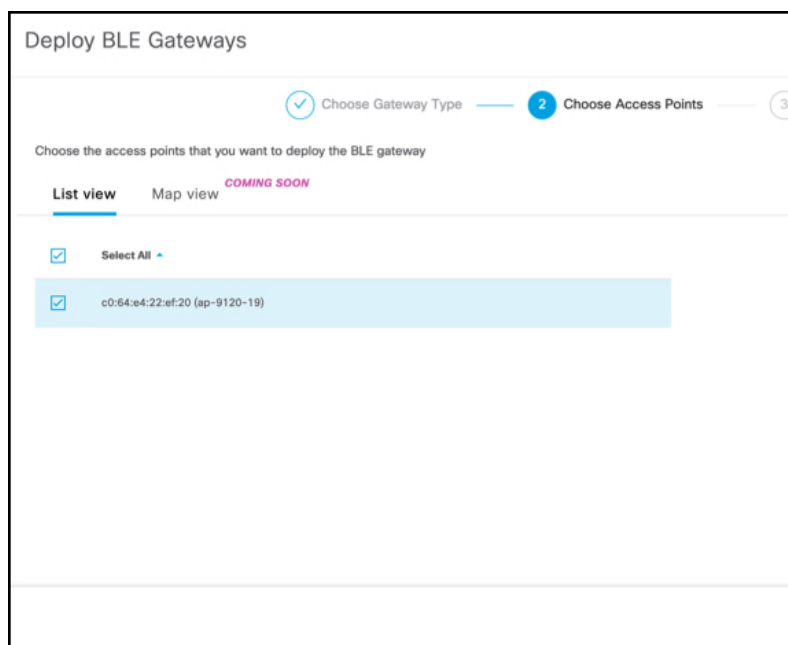 Deploy BLE Gateways
Choose Gateway Type 2 Choose Access Points 3
Choose the access points that you want to deploy the BLE gateway
List view Map view COMING SOON
Select All
c0:64:e4:22:ef:20 (ap-9120-19)